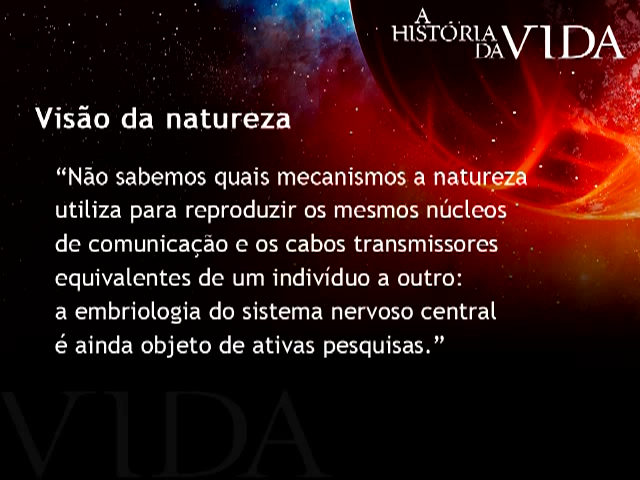 A
HISTÓRIA
DA VIDA
Visão da natureza
“Não sabemos quais mecanismos a natureza
utiliza para reproduzir os mesmos núcleos
de comunicação e os cabos transmissores
equivalentes de um indivíduo a outro:
a embriologia do sistema nervoso central
é ainda objeto de ativas pesquisas.”
VIDA